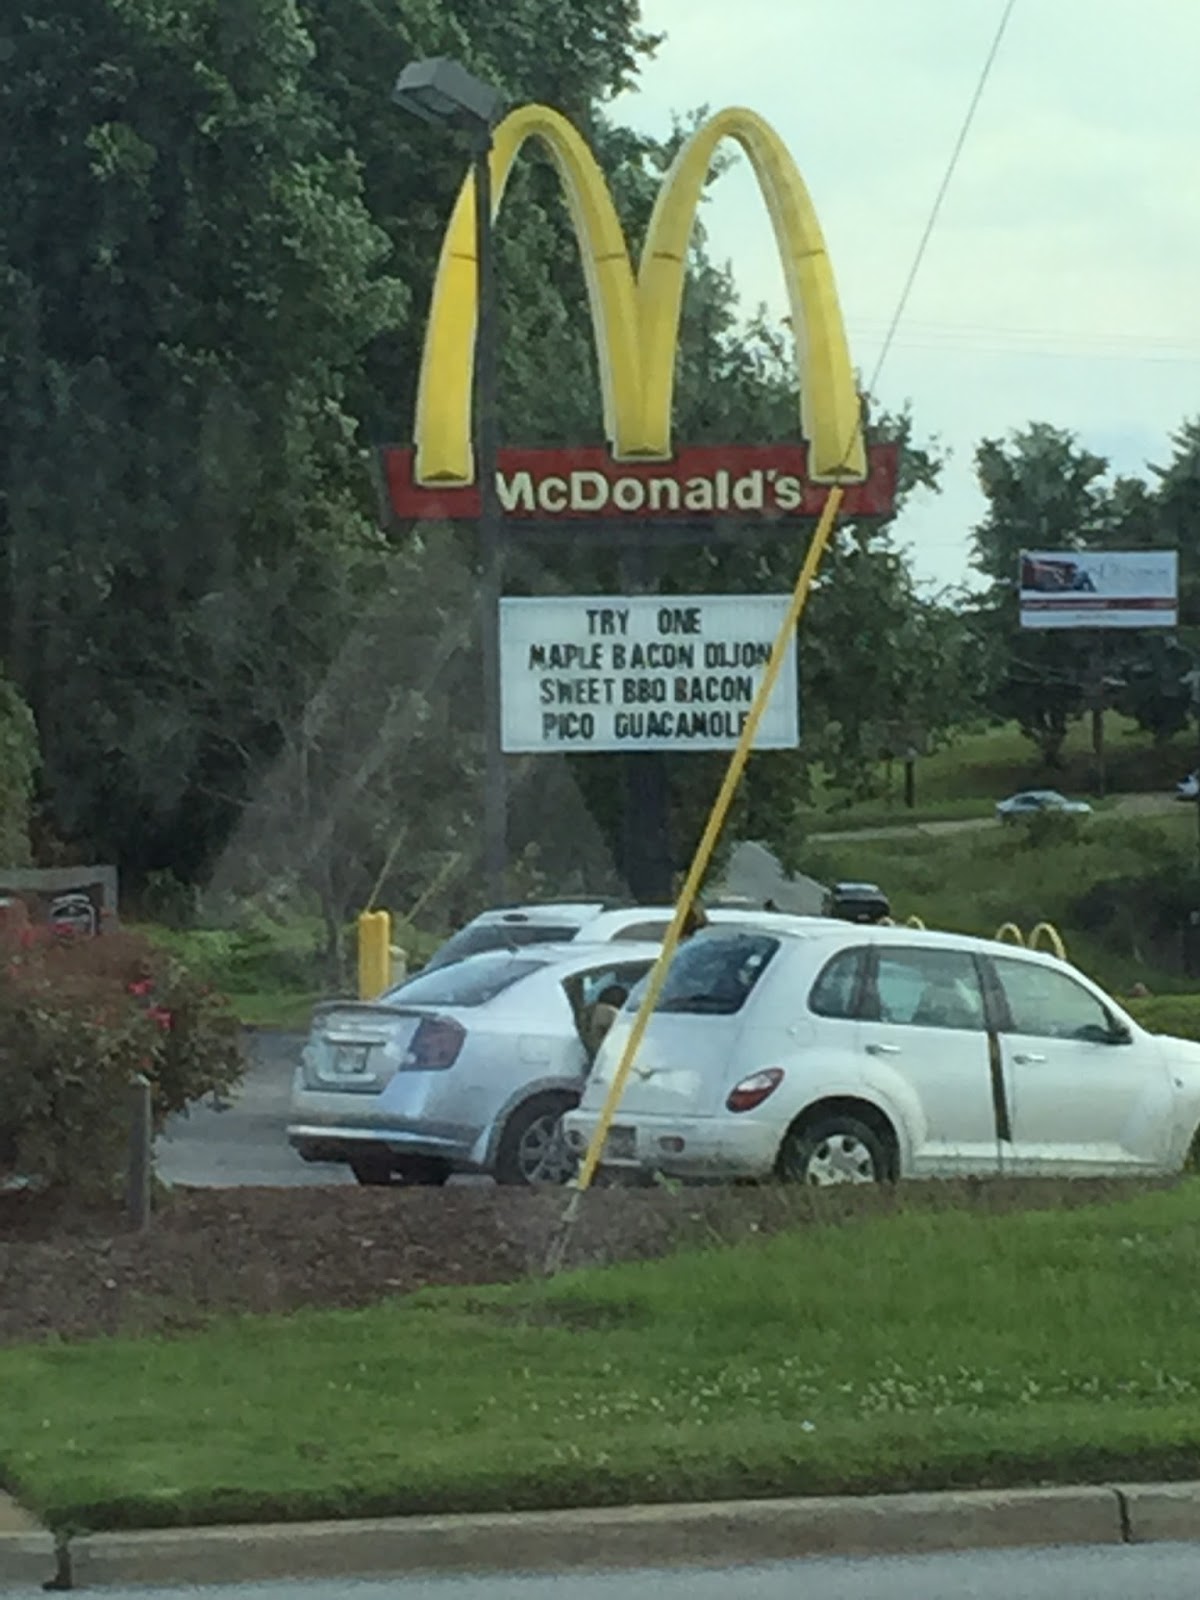 McDonald's
TRY ONE
MAPLE BACON DIJON
SWEET BBQ BACON
PICO GUACAMOLE